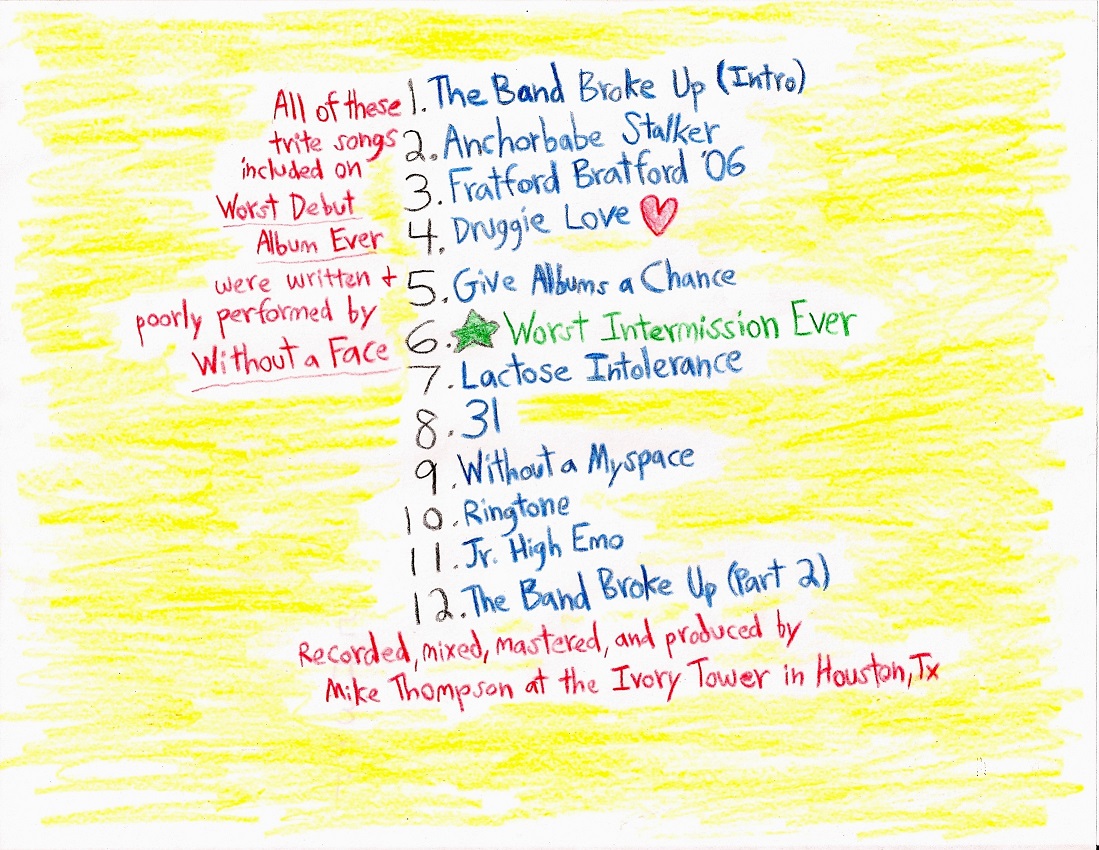 All of these
trite songs
included on
Worst Debut
Album Ever
were written +
poorly performed by
Without a Face
1. The Band Broke Up (Intro)
2. Anchorbabe Stalker
3. Fratford Bratford '06
4. Druggie Love
5. Give Albums a Chance
6. Worst Intermission Ever
7. Lactose Intolerance
8. 31
9. Without a Myspace
10. Ringtone
11. Jr. High Emo
12. The Band Broke Up (Part 2)
Recorded, mixed, mastered, and produced by
Mike Thompson at the Ivory Tower in Houston, Tx